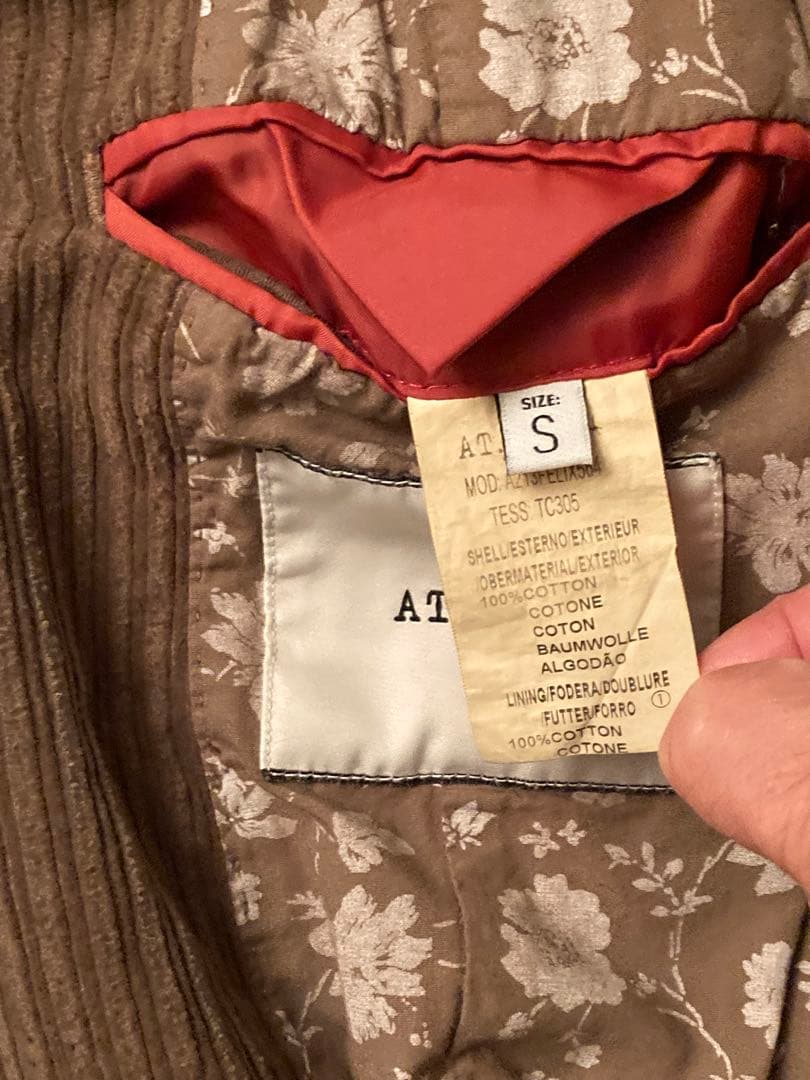 SIZE:
S
AT.
MOD: A213FELIX504
TESS: TC305
SHELL/ESTERNO/EXTERIEUR
/OBERMATERIAL/EXTERIOR
100%COTTON
COTONE
COTON
BAUMWOLLE
ALGODÃO
LINING/FODERA/DOUBLURE
/FUTTER/FORRO ①
100%COTTON
COTONE
AT